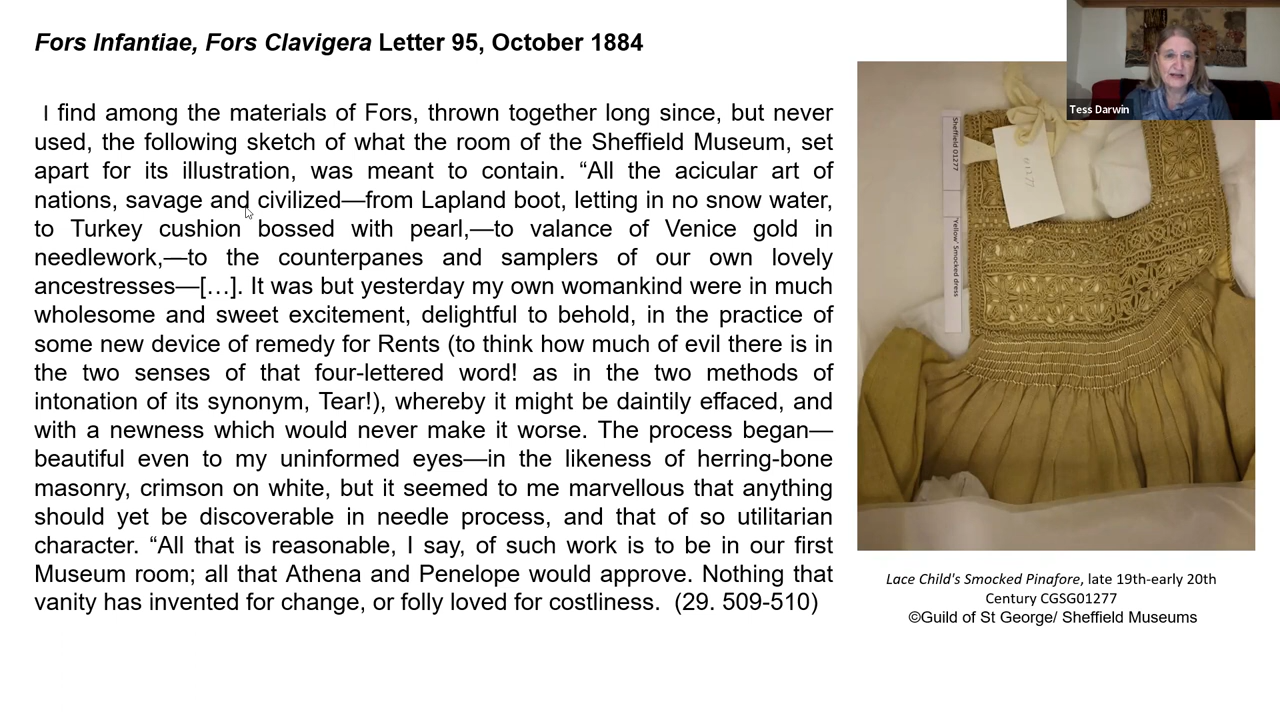 Fors Infantiae, Fors Clavigera Letter 95, October 1884
I find among the materials of Fors, thrown together long since, but never
used, the following sketch of what the room of the Sheffield Museum, set
apart for its illustration, was meant to contain. “All the acicular art of
nations, savage and civilized—from Lapland boot, letting in no snow water,
to Turkey cushion bossed with pearl,—to valance of Venice gold in
needlework,—to the counterpanes and samplers of our own lovely
ancestresses—[…]. It was but yesterday my own womankind were in much
wholesome and sweet excitement, delightful to behold, in the practice of
some new device of remedy for Rents (to think how much of evil there is in
the two senses of that four-lettered word! as in the two methods of
intonation of its synonym, Tear!), whereby it might be daintily effaced, and
with a newness which would never make it worse. The process began—
beautiful even to my uninformed eyes—in the likeness of herring-bone
masonry, crimson on white, but it seemed to me marvellous that anything
should yet be discoverable in needle process, and that of so utilitarian
character. “All that is reasonable, I say, of such work is to be in our first
Museum room; all that Athena and Penelope would approve. Nothing that
vanity has invented for change, or folly loved for costliness. (29. 509-510)
Tess Darwin
Sheffield 01277
'Yellow' Smocked dress
Lace Child's Smocked Pinafore, late 19th-early 20th
Century CGSG01277
©Guild of St George/ Sheffield Museums